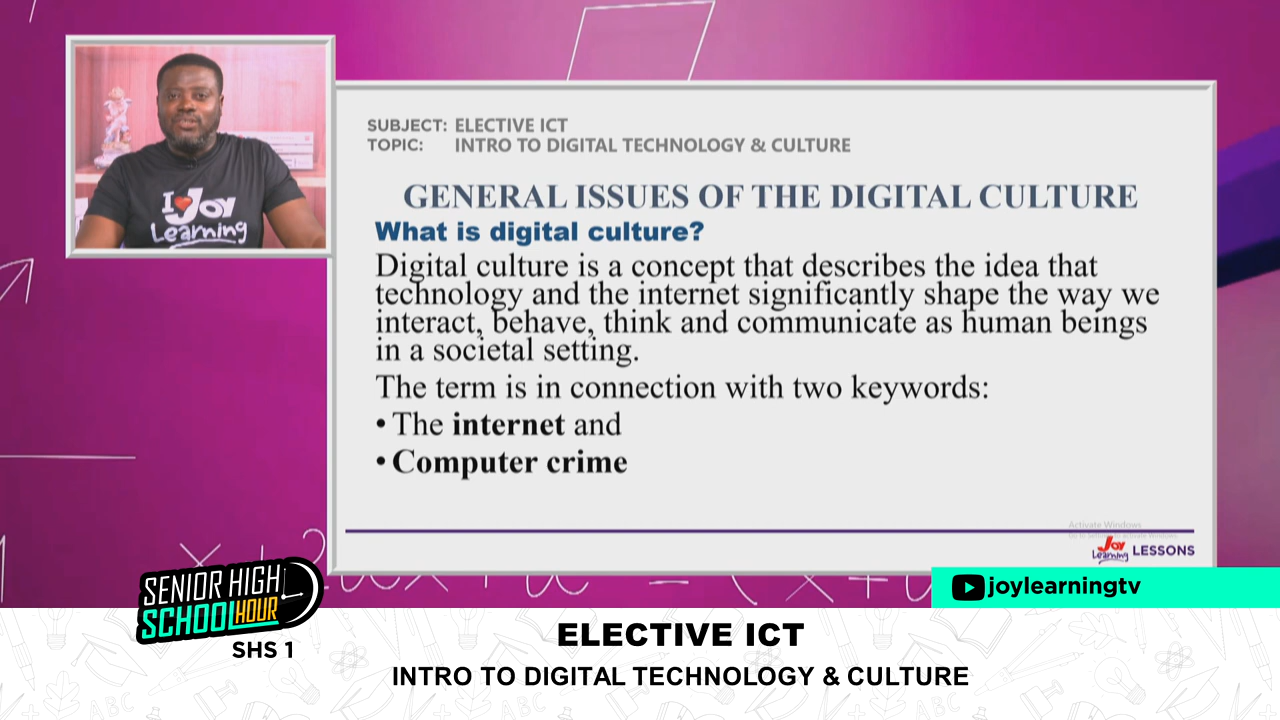 I ♥ Joy
Learning
SUBJECT: ELECTIVE ICT
TOPIC: INTRO TO DIGITAL TECHNOLOGY & CULTURE
GENERAL ISSUES OF THE DIGITAL CULTURE
What is digital culture?
Digital culture is a concept that describes the idea that
technology and the internet significantly shape the way we
interact, behave, think and communicate as human beings
in a societal setting.
The term is in connection with two keywords:
• The internet and
• Computer crime
Activate Windows
Joy
Learning LESSONS
joylearningtv
SENIOR HIGH
SCHOOL HOUR
SHS 1
ELECTIVE ICT
INTRO TO DIGITAL TECHNOLOGY & CULTURE